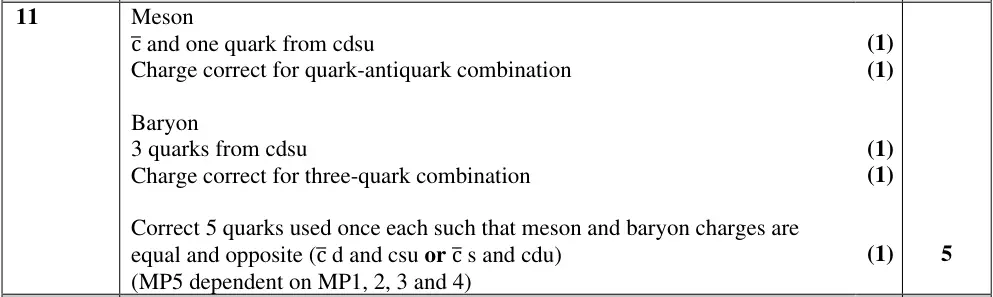 11 Meson
c̅ and one quark from cdsu (1)
Charge correct for quark-antiquark combination (1)
Baryon
3 quarks from cdsu (1)
Charge correct for three-quark combination (1)
Correct 5 quarks used once each such that meson and baryon charges are
equal and opposite (c̅ d and csu or c̅ s and cdu) (1) 5
(MP5 dependent on MP1, 2, 3 and 4)